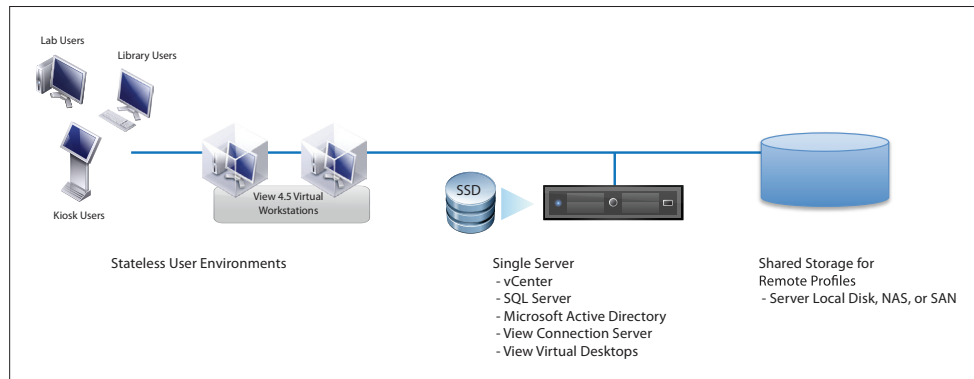 Lab Users
Library Users
Kiosk Users
View 4.5 Virtual
Workstations
SSD
Stateless User Environments
Single Server
- vCenter
- SQL Server
- Microsoft Active Directory
- View Connection Server
- View Virtual Desktops
Shared Storage for
Remote Profiles
- Server Local Disk, NAS, or SAN